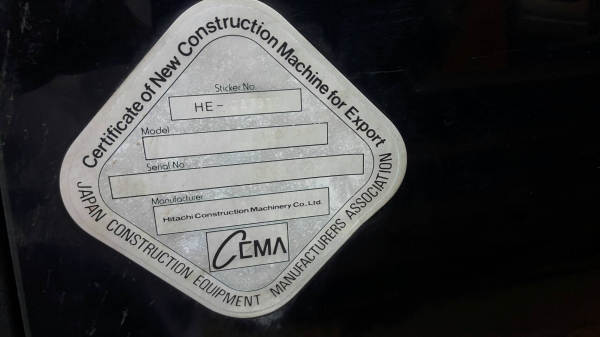 Certificate of New Construction Machine for Export
Sticker No
HE-
Model
Serial No
Manufacturer
Hitachi Construction Machinery Co., Ltd.
CEMA
JAPAN CONSTRUCTION EQUIPMENT MANUFACTURERS ASSOCIATION